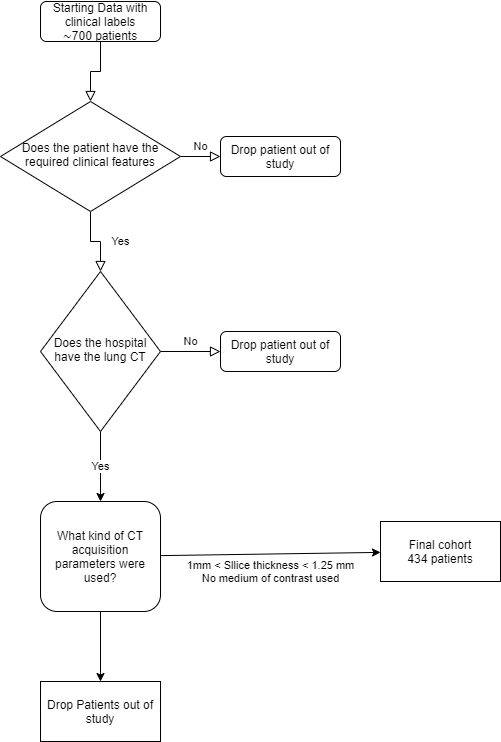 Starting Data with
clinical labels
~700 patients
Does the patient have the
required clinical features
No
Drop patient out of
study
Yes
Does the hospital
have the lung CT
No
Drop patient out of
study
Yes
What kind of CT
acquisition
parameters were
used?
1mm < Sllice thickness < 1.25 mm
No medium of contrast used
Final cohort
434 patients
Drop Patients out of
study